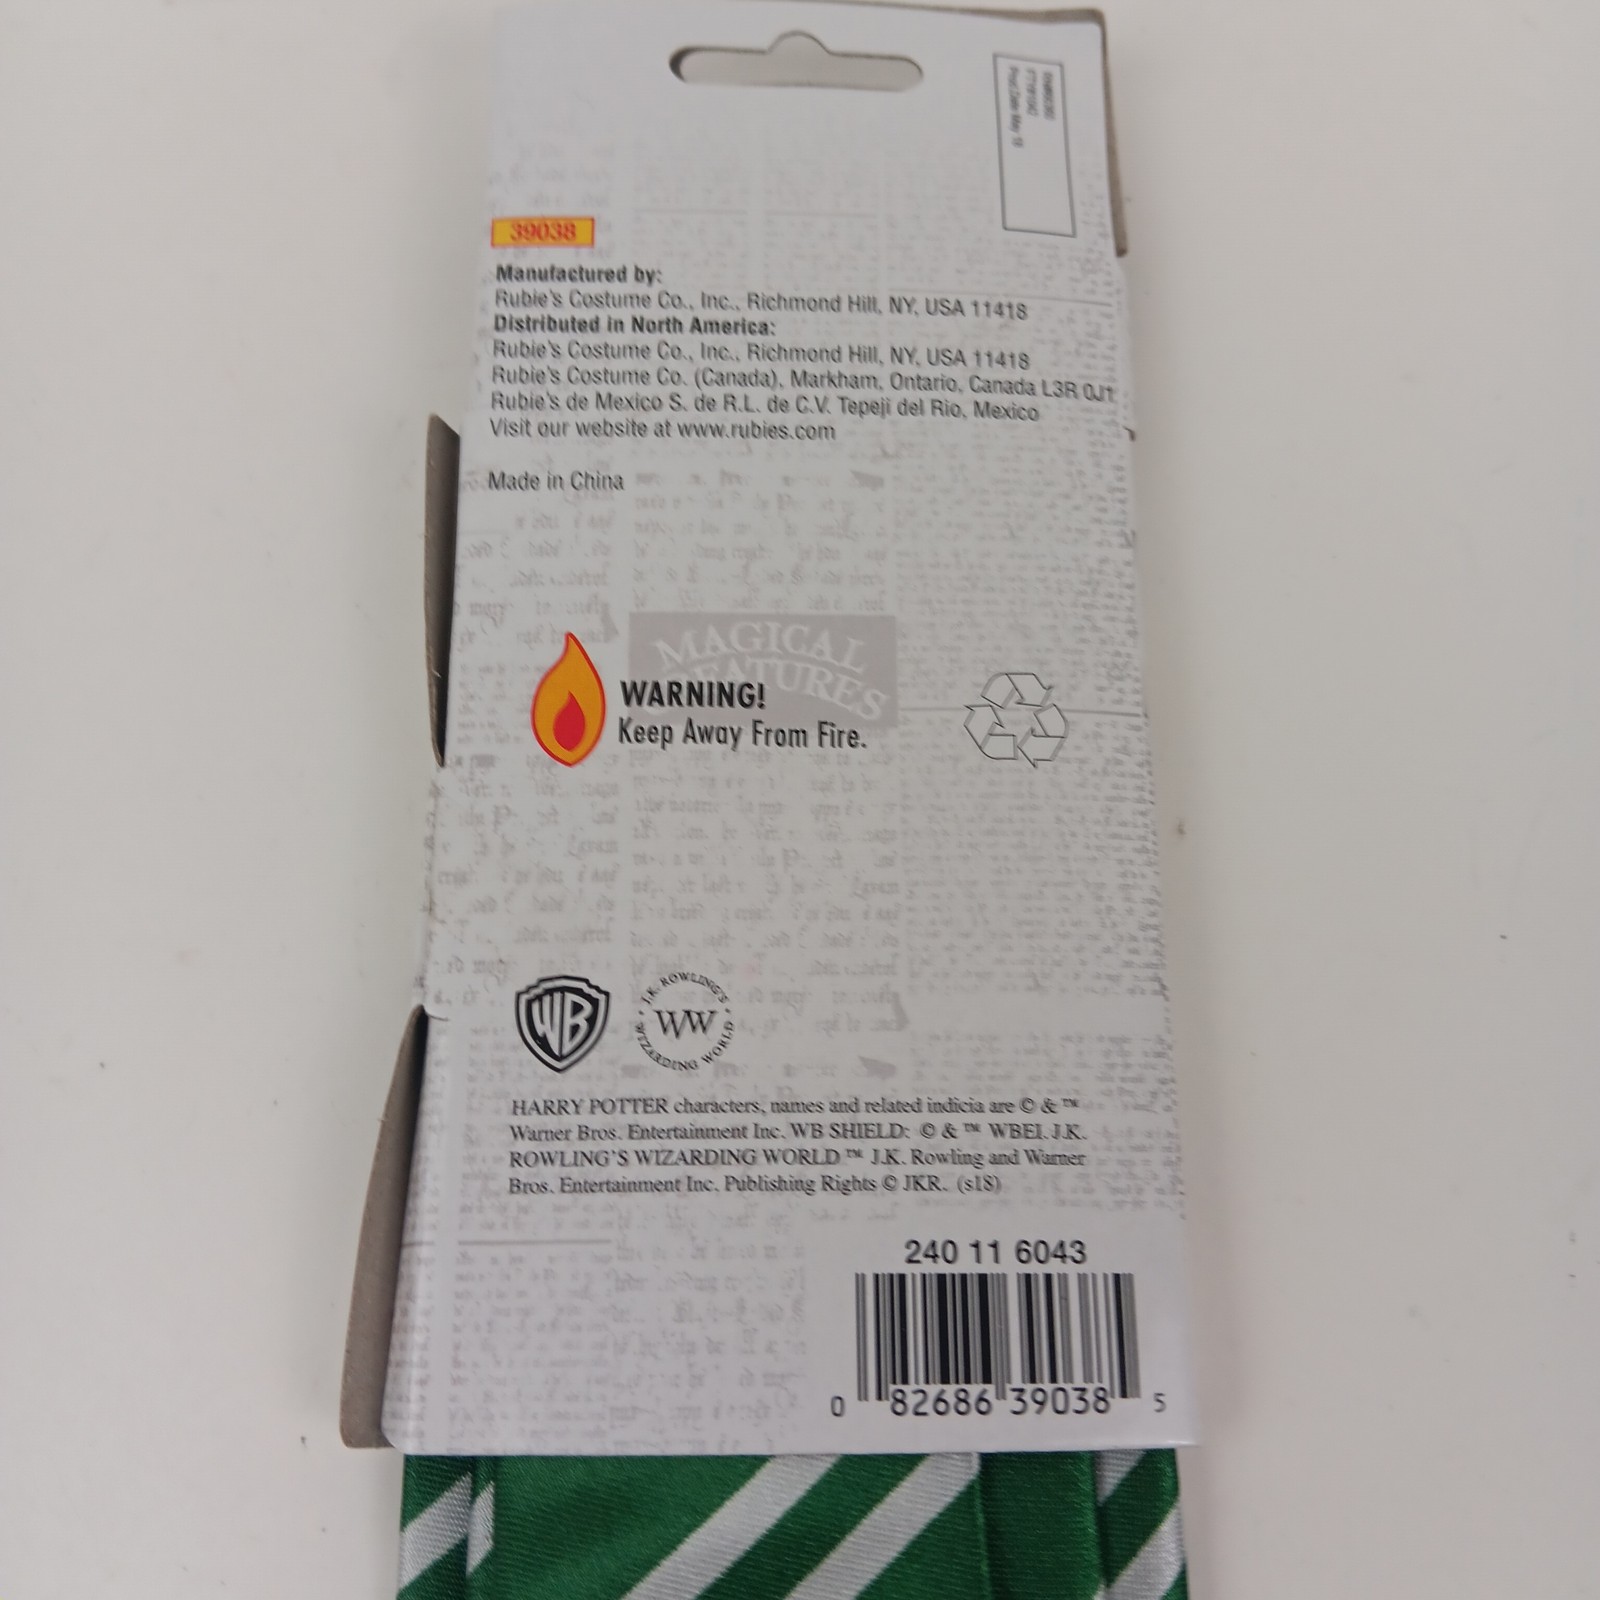 Prod.Date May 18
39038
Manufactured by:
Rubie's Costume Co., Inc., Richmond Hill, NY, USA 11418
Distributed in North America:
Rubie's Costume Co., Inc., Richmond Hill, NY, USA 11418
Rubie's Costume Co. (Canada), Markham, Ontario, Canada L3R 0J1
Rubie's de Mexico S. de R.L. de C.V. Tepeji del Rio, Mexico
Visit our website at www.rubies.com
Made in China
MAGICAL
WARNING!
Keep Away From Fire.
WB
J.K. ROWLING'S
WW
WIZARDING WORLD
HARRY POTTER characters, names and related indicia are © & ™
Warner Bros. Entertainment Inc. WB SHIELD: © & ™ WBEI. J.K.
ROWLING'S WIZARDING WORLD ™ J.K. Rowling and Warner
Bros. Entertainment Inc. Publishing Rights © JKR. (s18)
240 11 6043
0 82686 39038 5